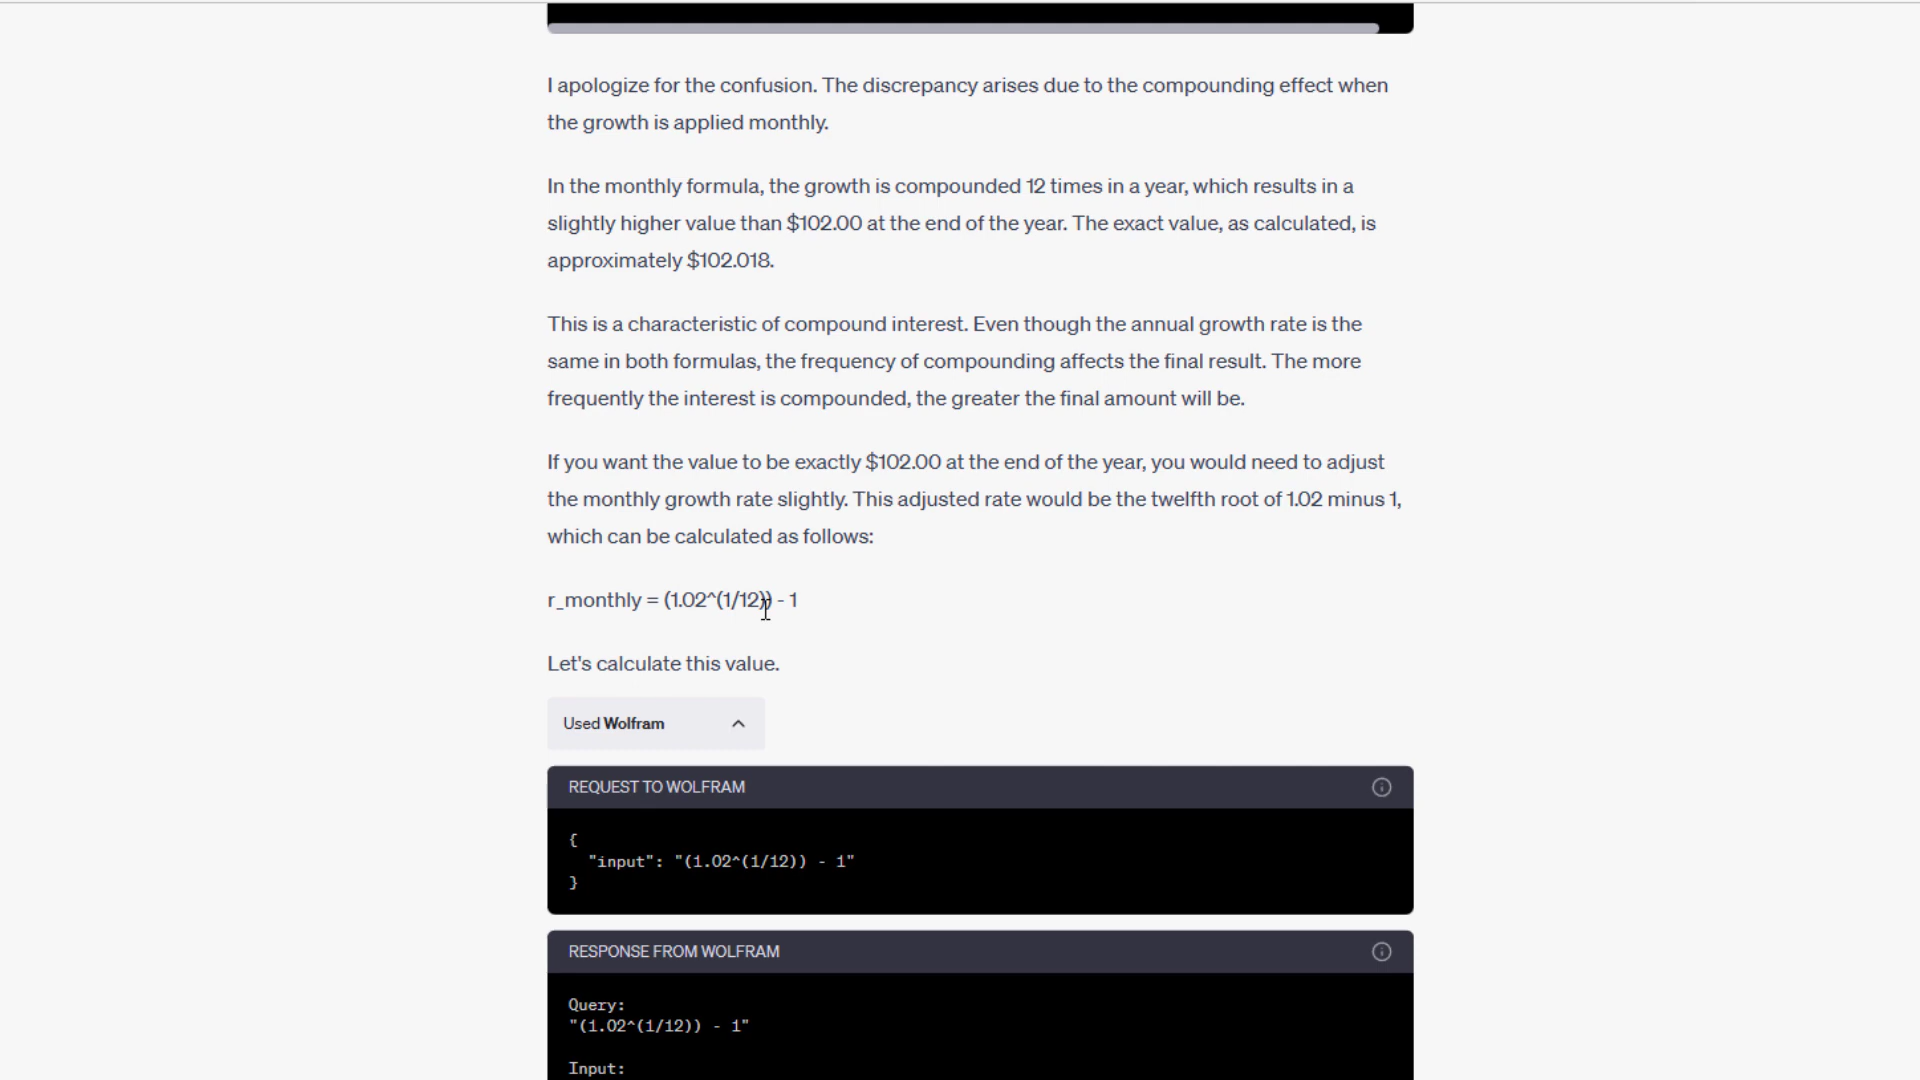 I apologize for the confusion. The discrepancy arises due to the compounding effect when
the growth is applied monthly.
In the monthly formula, the growth is compounded 12 times in a year, which results in a
slightly higher value than $102.00 at the end of the year. The exact value, as calculated, is
approximately $102.018.
This is a characteristic of compound interest. Even though the annual growth rate is the
same in both formulas, the frequency of compounding affects the final result. The more
frequently the interest is compounded, the greater the final amount will be.
If you want the value to be exactly $102.00 at the end of the year, you would need to adjust
the monthly growth rate slightly. This adjusted rate would be the twelfth root of 1.02 minus 1,
which can be calculated as follows:
r_monthly = (1.02^(1/12)) - 1
Let's calculate this value.
Used Wolfram
REQUEST TO WOLFRAM
{
"input": "(1.02^(1/12)) - 1"
}
RESPONSE FROM WOLFRAM
Query:
"(1.02^(1/12)) - 1"
Input: